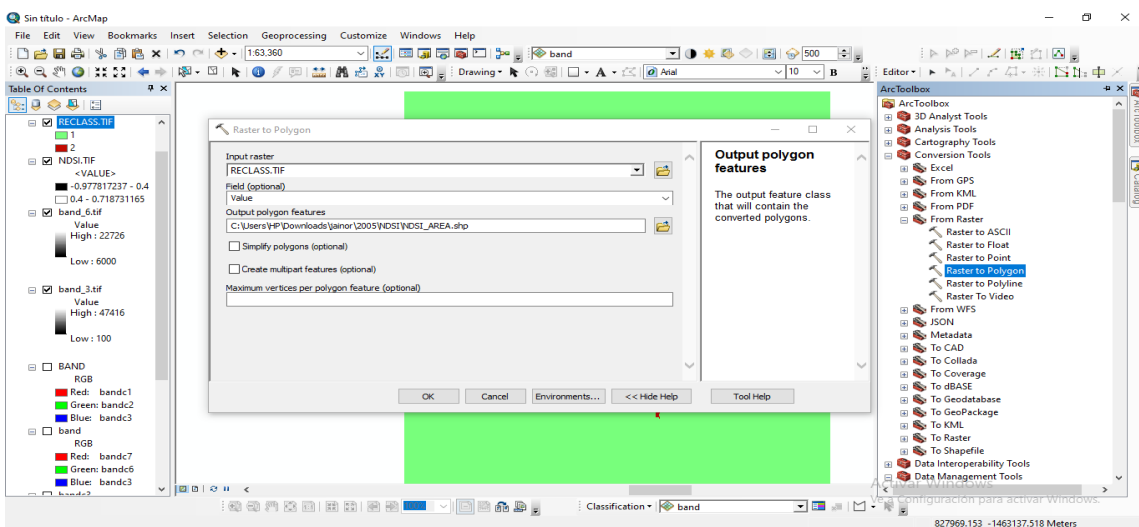 Sin título - ArcMap
File Edit View Bookmarks Insert Selection Geoprocessing Customize Windows Help
1:63,360
band
500
Drawing
A
Arial
10
B
Editor
Table Of Contents
RECLASS.TIF
1
2
NDSI.TIF
<VALUE>
-0.977817237 - 0.4
0.4 - 0.718731165
band_6.tif
Value
High : 22726
Low : 6000
band_3.tif
Value
High : 47416
Low : 100
BAND
RGB
Red: bandc1
Green: bandc2
Blue: bandc3
band
RGB
Red: bandc7
Green: bandc6
Blue: bandc3
Raster to Polygon
Input raster
RECLASS.TIF
Field (optional)
Value
Output polygon features
C:\Users\HP\Downloads\jainor\2005\NDSI\NDSI_AREA.shp
Simplify polygons (optional)
Create multipart features (optional)
Maximum vertices per polygon feature (optional)
OK Cancel Environments... << Hide Help Tool Help
Output polygon
features
The output feature class
that will contain the
converted polygons.
ArcToolbox
ArcToolbox
3D Analyst Tools
Analysis Tools
Cartography Tools
Conversion Tools
Excel
From GPS
From KML
From PDF
From Raster
Raster to ASCII
Raster to Float
Raster to Point
Raster to Polygon
Raster to Polyline
Raster To Video
From WFS
JSON
Metadata
To CAD
To Collada
To Coverage
To dBASE
To Geodatabase
To GeoPackage
To KML
To Raster
To Shapefile
Data Interoperability Tools
Data Management Tools
ArcToolbox
Catalog
Activar Windows
Ve a Configuración para activar Windows.
Classification
band
827969.153 -1463137.518 Meters